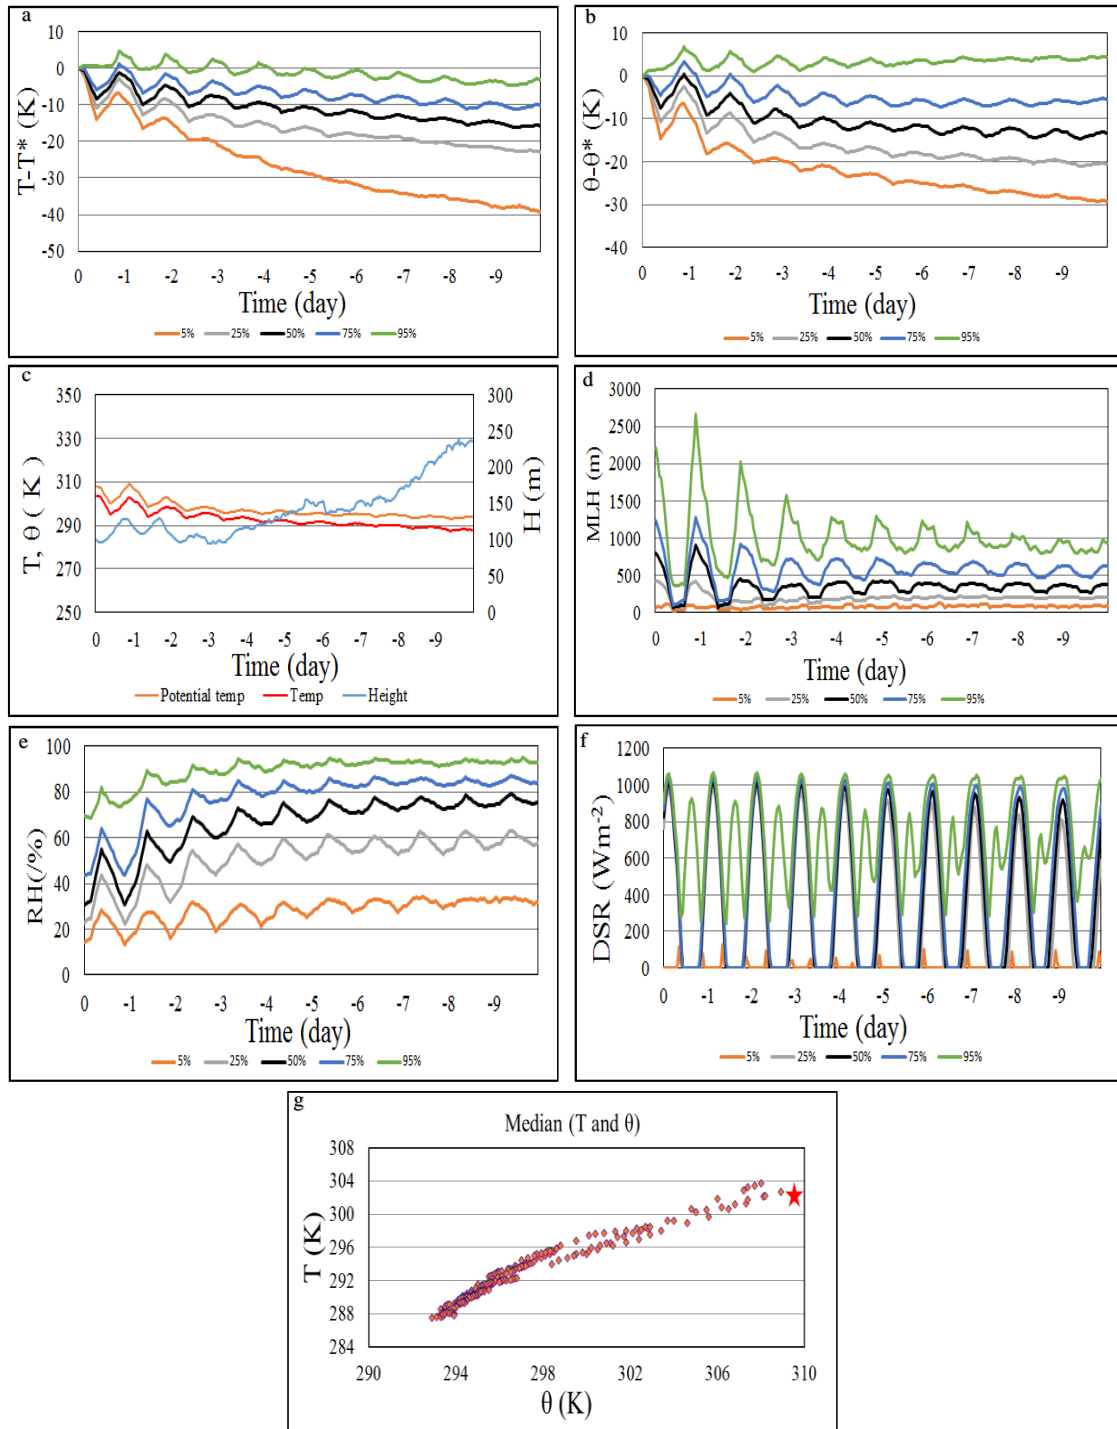 a
10
0
-10
-20
-30
-40
-50
T-T* (K)
0 -1 -2 -3 -4 -5 -6 -7 -8 -9
Time (day)
5% 25% 50% 75% 95%
b
10
0
-10
-20
-30
-40
θ-θ* (K)
0 -1 -2 -3 -4 -5 -6 -7 -8 -9
Time (day)
5% 25% 50% 75% 95%
c
350
330
310
290
270
250
T, θ ( K )
300
250
200
150
100
50
0
H (m)
0 -1 -2 -3 -4 -5 -6 -7 -8 -9
Time (day)
Potential temp Temp Height
d
3000
2500
2000
1500
1000
500
0
MLH (m)
0 -1 -2 -3 -4 -5 -6 -7 -8 -9
Time (day)
5% 25% 50% 75% 95%
e
100
80
60
40
20
0
RH(/%)
0 -1 -2 -3 -4 -5 -6 -7 -8 -9
Time (day)
5% 25% 50% 75% 95%
f
1200
1000
800
600
400
200
0
DSR (Wm-2)
0 -1 -2 -3 -4 -5 -6 -7 -8 -9
Time (day)
5% 25% 50% 75% 95%
g
Median (T and θ)
308
304
300
296
292
288
284
T (K)
290 294 298 302 306 310
θ (K)